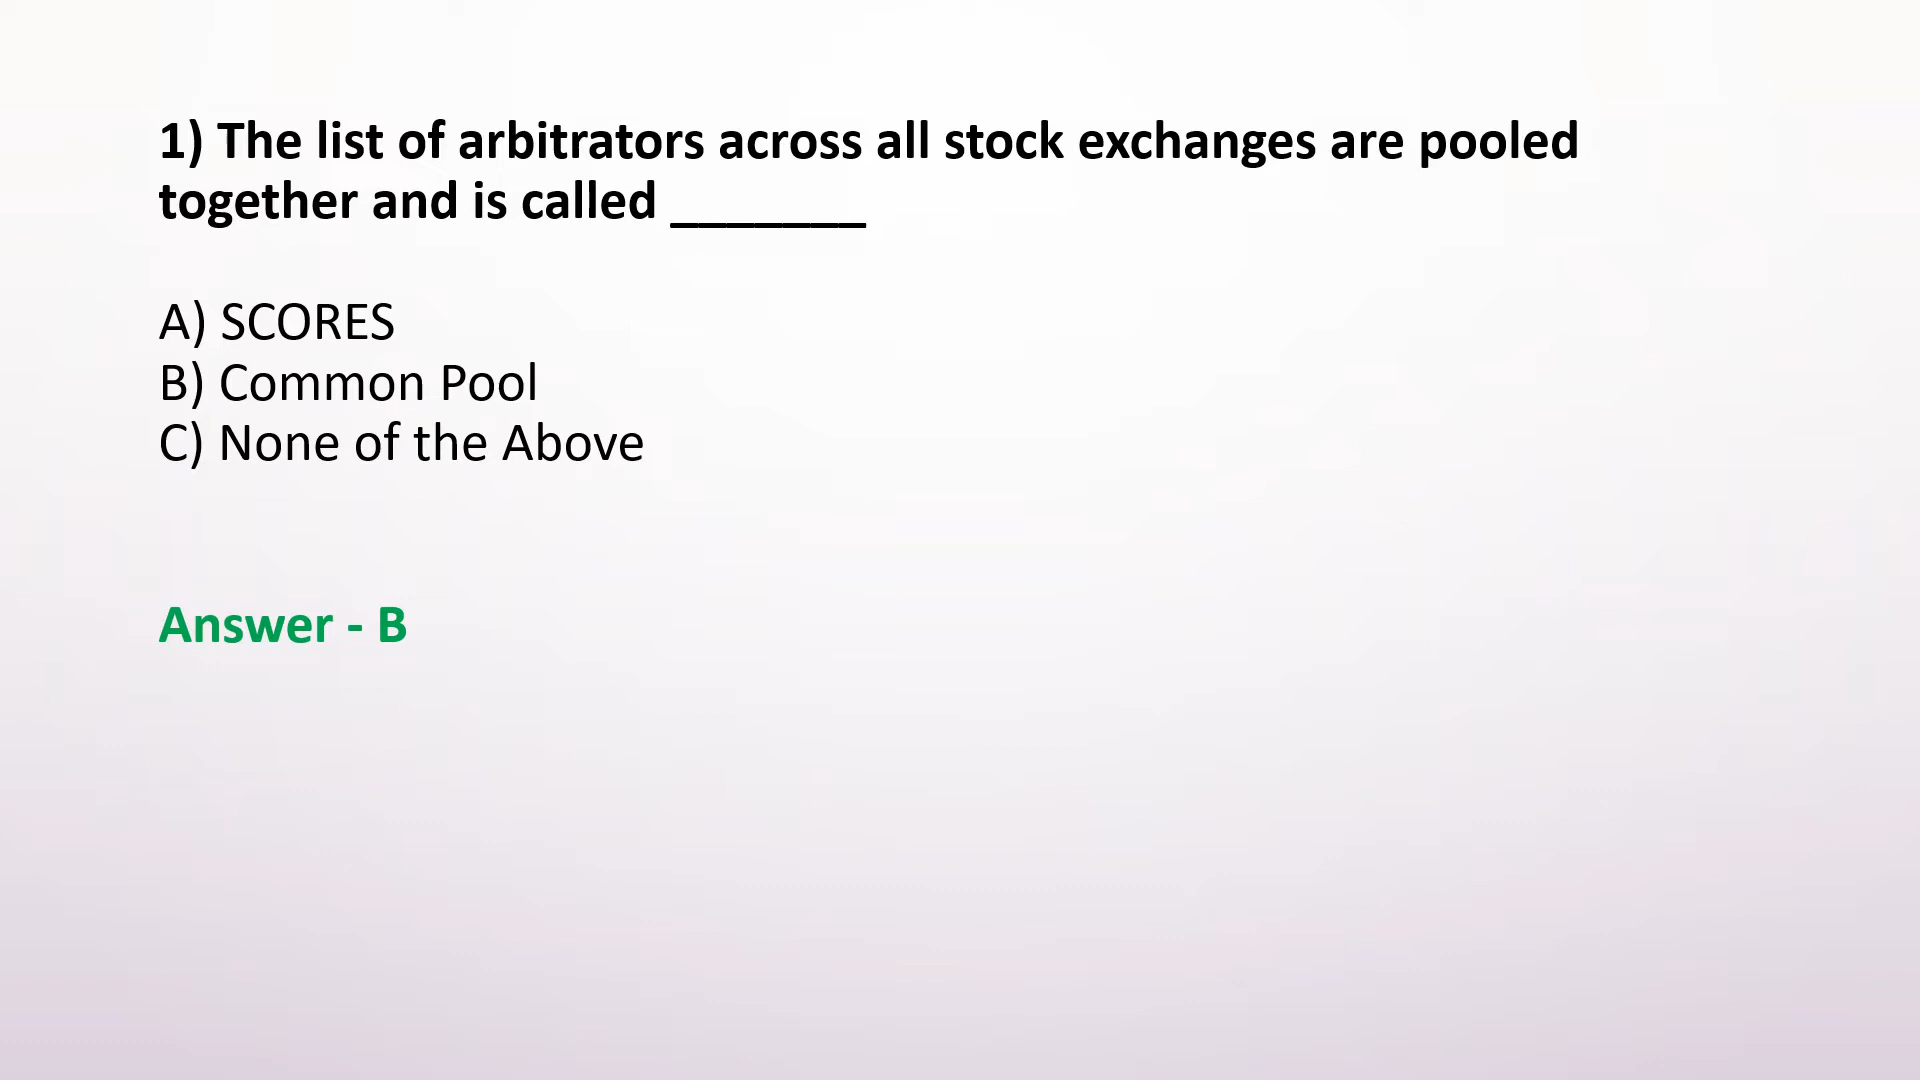 1) The list of arbitrators across all stock exchanges are pooled
together and is called _______
A) SCORES
B) Common Pool
C) None of the Above
Answer - B